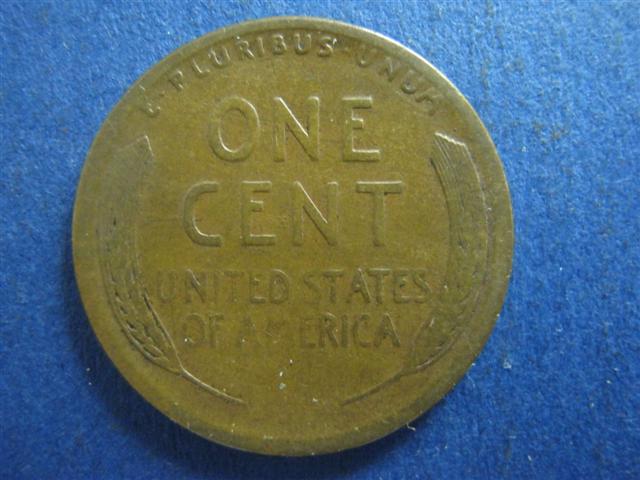 E·PLURIBUS·UNUM
ONE
CENT
UNITED STATES
OF AMERICA